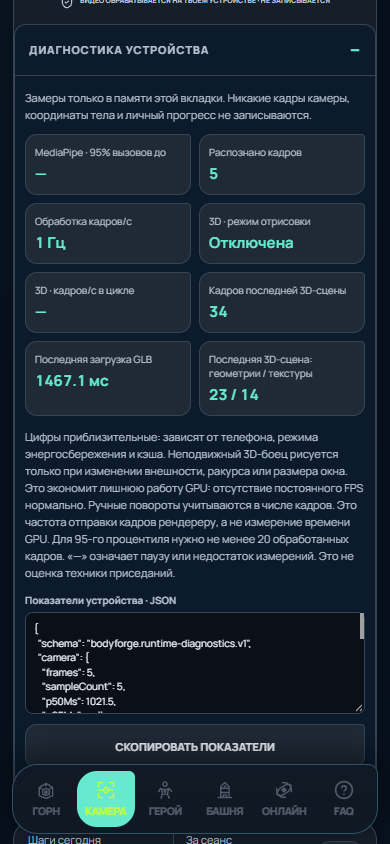 ВИДЕО ОБРАБАТЫВАЕТСЯ НА ТВОЕМ УСТРОЙСТВЕ · НЕ ЗАПИСЫВАЕТСЯ
ДИАГНОСТИКА УСТРОЙСТВА
−
Замеры только в памяти этой вкладки. Никакие кадры камеры,
координаты тела и личный прогресс не записываются.
MediaPipe · 95% вызовов до
—
Распознано кадров
5
Обработка кадров/с
1 Гц
3D · режим отрисовки
Отключена
3D · кадров/с в цикле
—
Кадров последней 3D-сцены
34
Последняя загрузка GLB
1467.1 мс
Последняя 3D-сцена:
геометрии / текстуры
23 / 14
Цифры приблизительные: зависят от телефона, режима
энергосбережения и кэша. Неподвижный 3D-боец рисуется
только при изменении внешности, ракурса или размера окна.
Это экономит лишнюю работу GPU: отсутствие постоянного FPS
нормально. Ручные повороты учитываются в числе кадров. Это
частота отправки кадров рендереру, а не измерение времени
GPU. Для 95-го процентиля нужно не менее 20 обработанных
кадров. «—» означает паузу или недостаток измерений. Это не
оценка техники приседаний.
Показатели устройства · JSON
{
"schema": "bodyforge.runtime-diagnostics.v1",
"camera": {
"frames": 5,
"sampleCount": 5,
"p50Ms": 1021.5,
СКОПИРОВАТЬ ПОКАЗАТЕЛИ
ГОРН
КАМЕРА
ГЕРОЙ
БАШНЯ
ОНЛАЙН
FAQ
Шаги сегодня
За сеанс